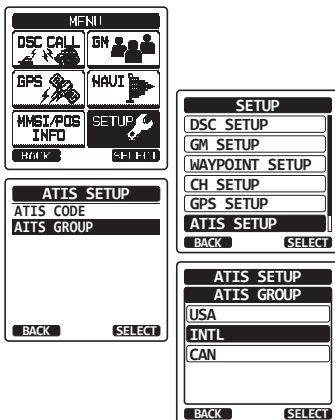 MENU
DSC CALL
GM
GPS
NAVI
MMSI/POS
INFO
SETUP
BACK
SELECT
SETUP
DSC SETUP
GM SETUP
WAYPOINT SETUP
CH SETUP
GPS SETUP
ATIS SETUP
BACK
SELECT
ATIS SETUP
ATIS CODE
AITS GROUP
BACK
SELECT
ATIS SETUP
ATIS GROUP
USA
INTL
CAN
BACK
SELECT